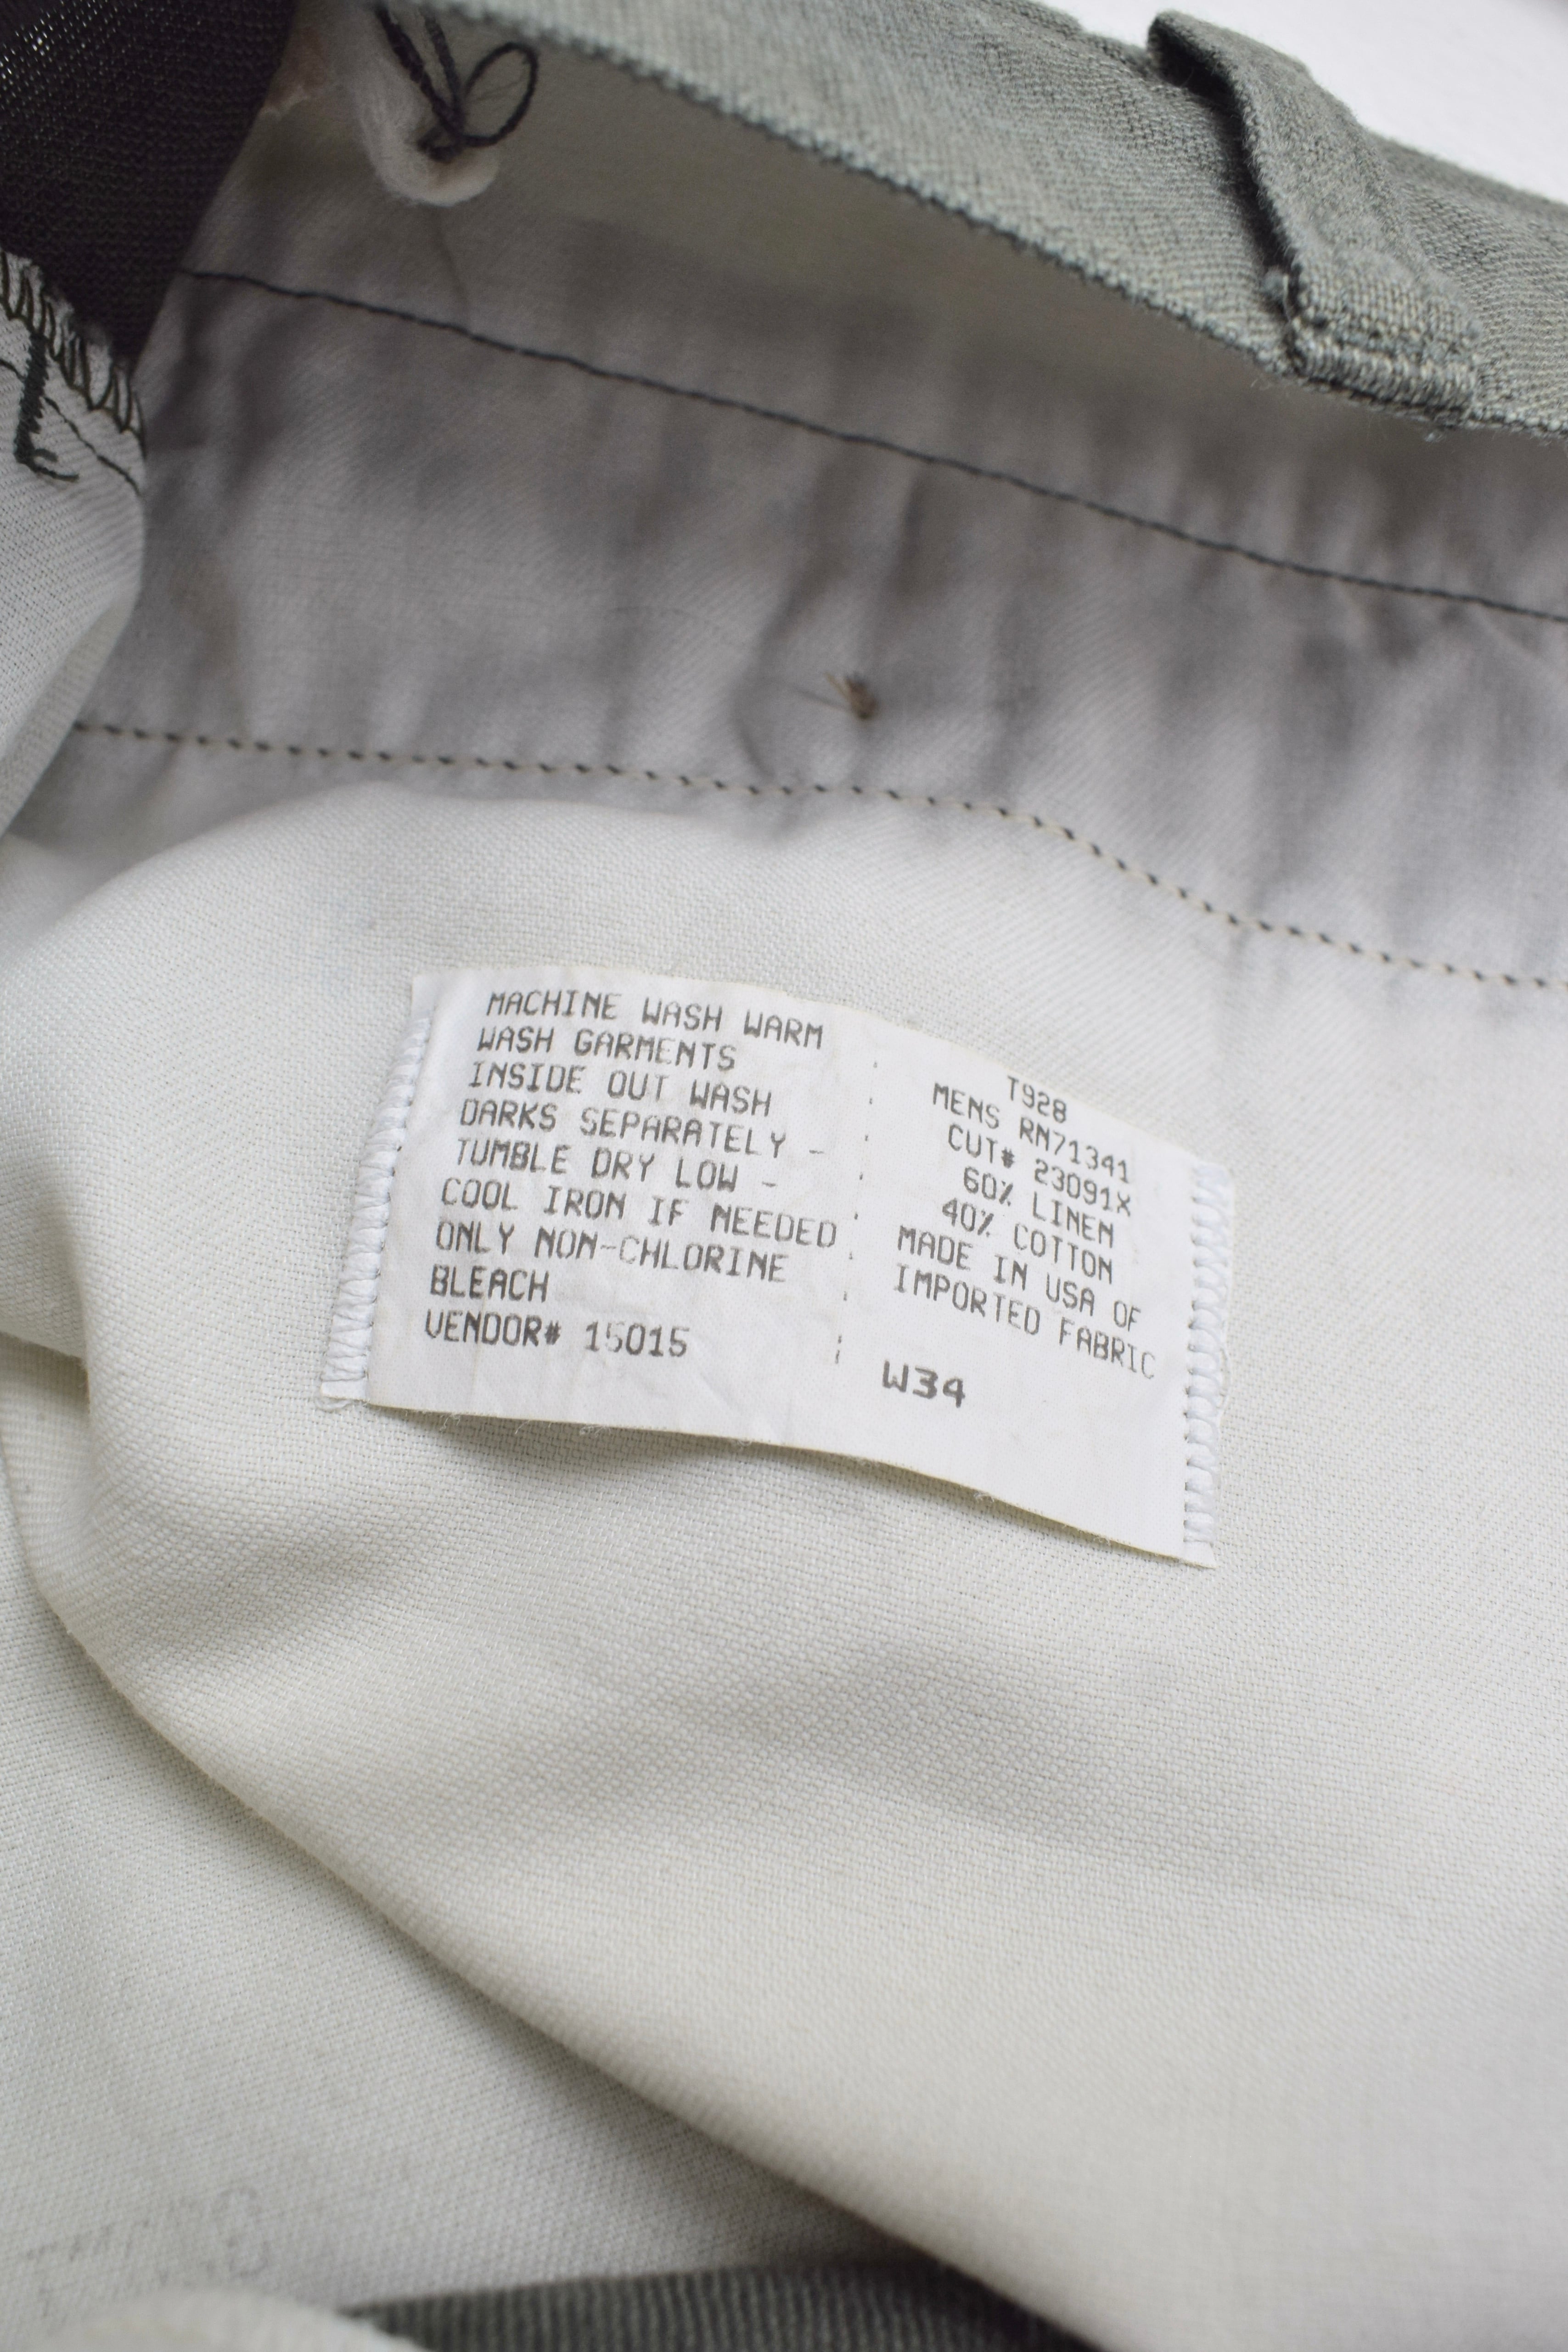 MACHINE WASH WARM
WASH GARMENTS
INSIDE OUT WASH
DARKS SEPARATELY -
TUMBLE DRY LOW -
COOL IRON IF NEEDED
ONLY NON-CHLORINE
BLEACH
VENDOR# 15015
T928
MENS RN71341
CUT# 23091X
60% LINEN
40% COTTON
MADE IN USA OF
IMPORTED FABRIC
W34